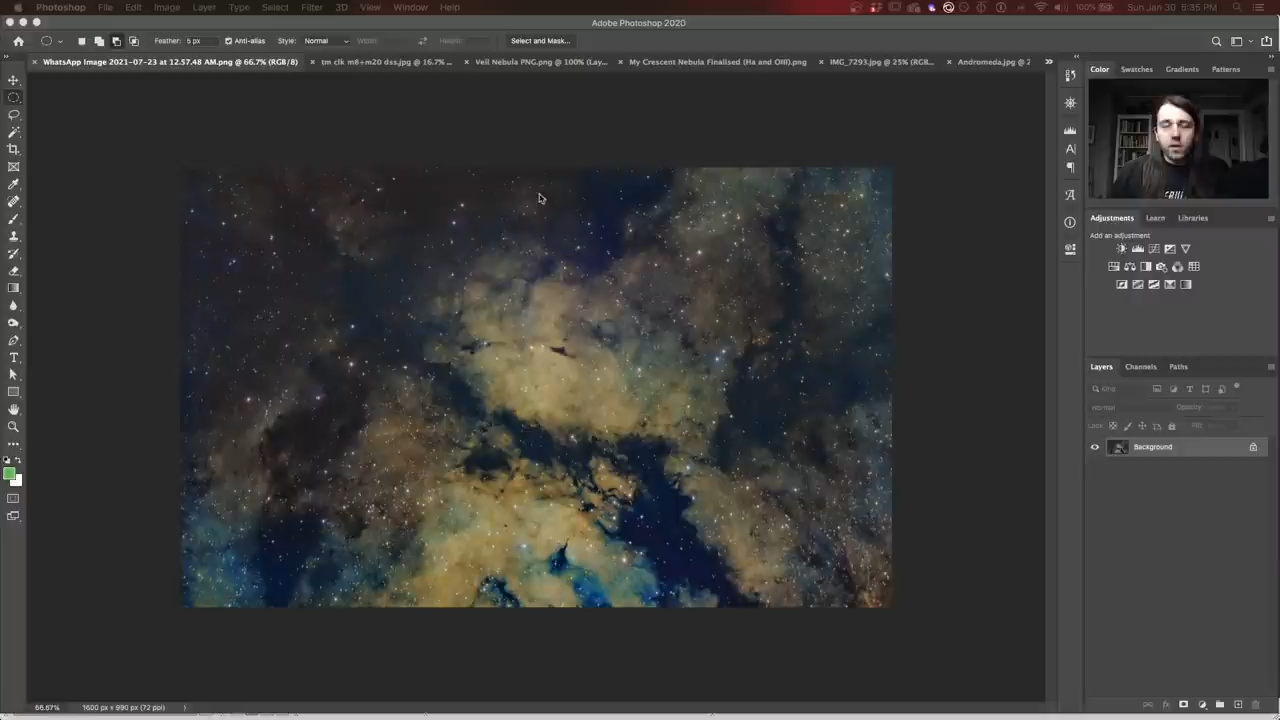 Photoshop File Edit Image Layer Type Select Filter 3D View Window Help 100% Sun Jan 30 5:35 PM
Adobe Photoshop 2020
Feather: 5 px Anti-alias Style: Normal Width: Height: Select and Mask...
WhatsApp Image 2021-07-23 at 12.57.48 AM.png @ 66.7% (RGB/8) tm clk m8+m20 dss.jpg @ 16.7% ... Veil Nebula PNG.png @ 100% (Lay... My Crescent Nebula Finalised (Ha and OIII).png IMG_7293.jpg @ 25% (RGB... Andromeda.jpg @ 2
Color Swatches Gradients Patterns
Adjustments Learn Libraries
Add an adjustment
Layers Channels Paths
Kind
Normal Opacity:
Lock: Fill:
Background
66.67% 1600 px x 990 px (72 ppi)